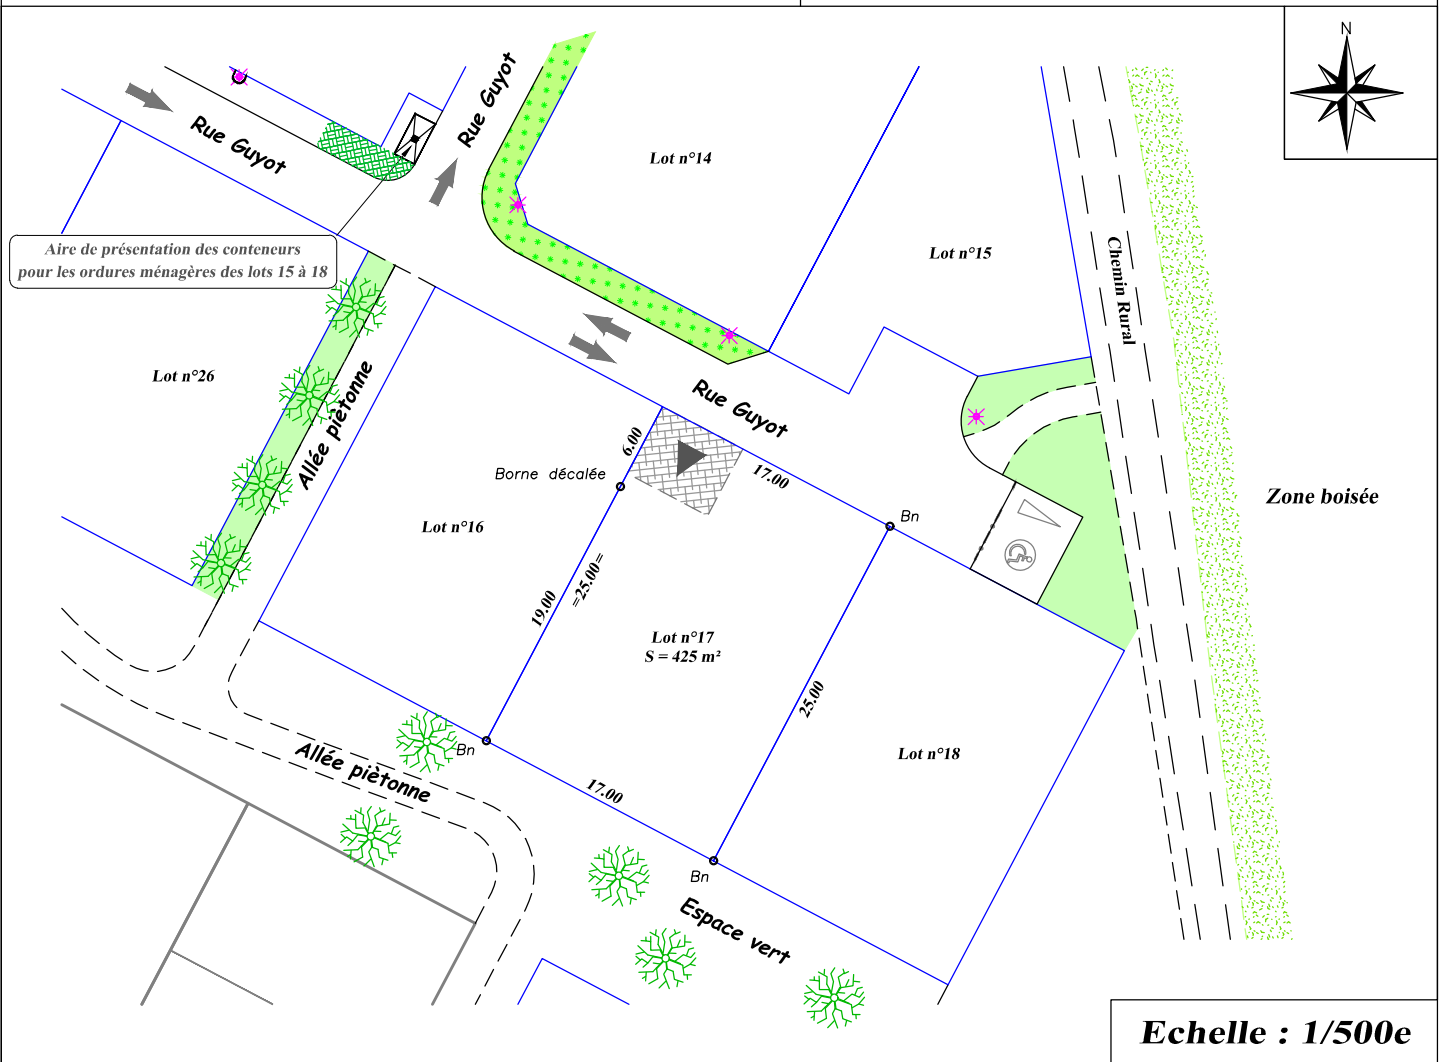 N
Rue Guyot
Rue Guyot
Lot n°14
Aire de présentation des conteneurs
pour les ordures ménagères des lots 15 à 18
Lot n°15
Chemin Rural
Lot n°26
Allée piètonne
Rue Guyot
6.00
Borne décalée
17.00
Zone boisée
Lot n°16
Bn
=25.00=
19.00
Lot n°17
S = 425 m²
25.00
Bn
Lot n°18
Allée piètonne
17.00
Bn
Espace vert
Echelle : 1/500e